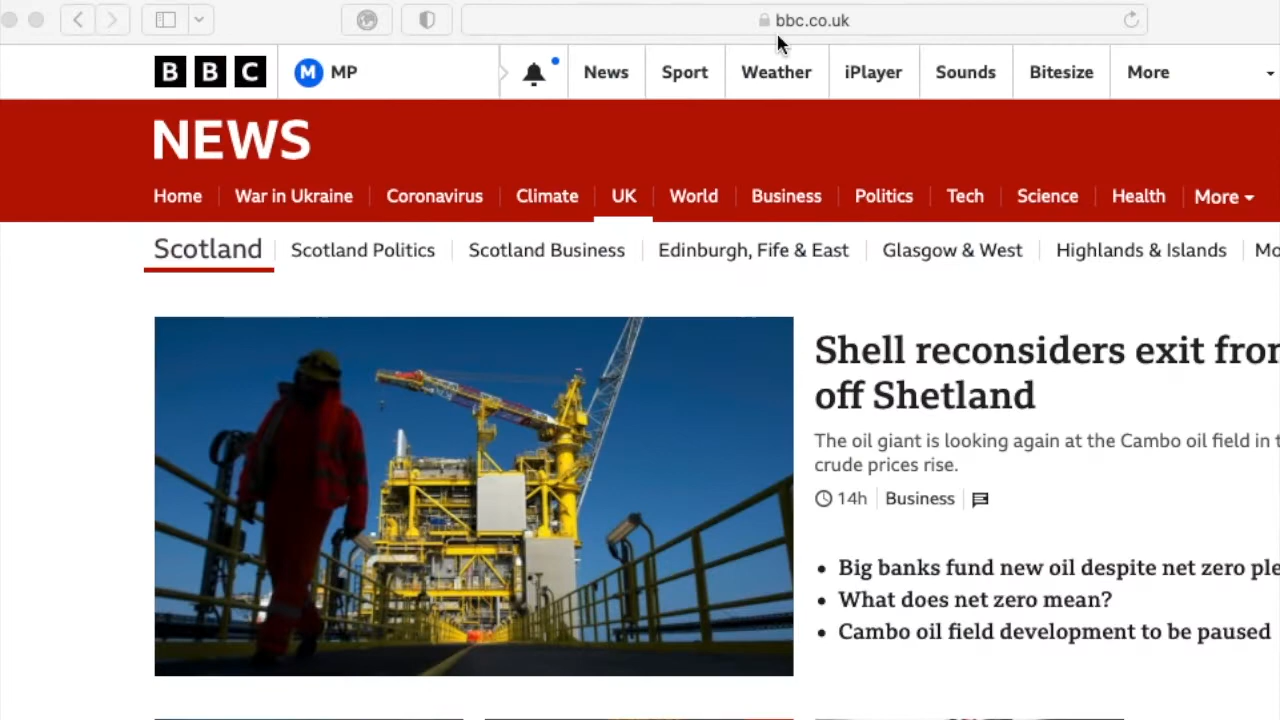 bbc.co.uk
BBC M MP News Sport Weather iPlayer Sounds Bitesize More
NEWS
Home War in Ukraine Coronavirus Climate UK World Business Politics Tech Science Health More
Scotland Scotland Politics Scotland Business Edinburgh, Fife & East Glasgow & West Highlands & Islands
Shell reconsiders exit
off Shetland
The oil giant is looking again at the Cambo oil field in
crude prices rise.
14h Business
• Big banks fund new oil despite net zero
• What does net zero mean?
• Cambo oil field development to be paused